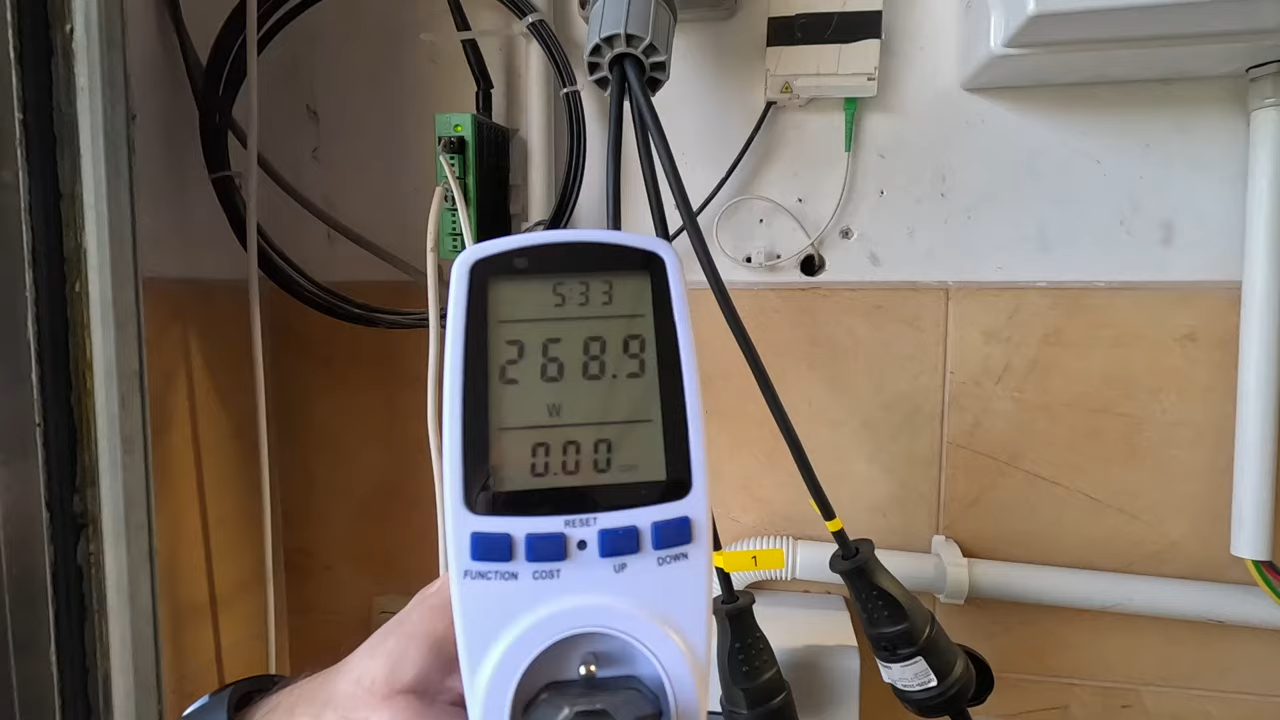 5:33
268.9
W
0.00
RESET
FUNCTION
COST
UP
DOWN
1